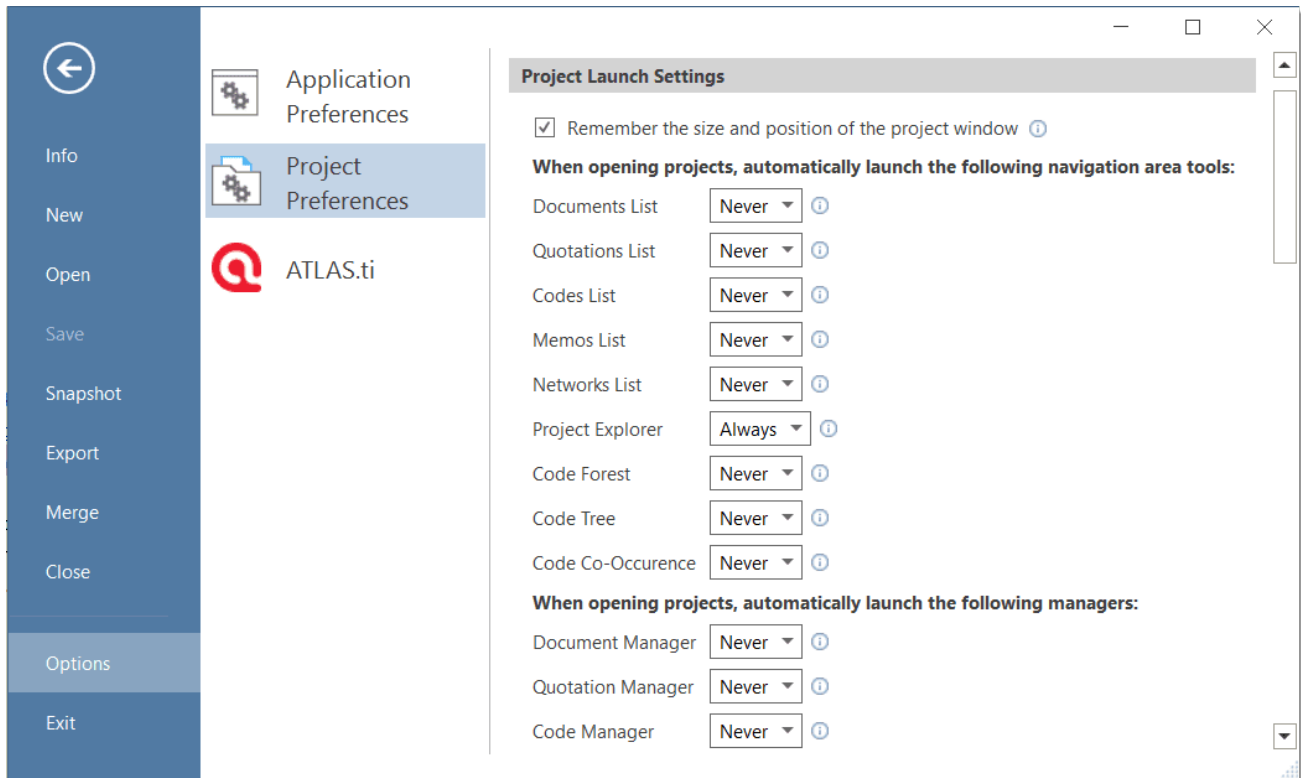 Info
New
Open
Save
Snapshot
Export
Merge
Close
Options
Exit
Application
Preferences
Project
Preferences
ATLAS.ti
Project Launch Settings
Remember the size and position of the project window
When opening projects, automatically launch the following navigation area tools:
Documents List Never
Quotations List Never
Codes List Never
Memos List Never
Networks List Never
Project Explorer Always
Code Forest Never
Code Tree Never
Code Co-Occurence Never
When opening projects, automatically launch the following managers:
Document Manager Never
Quotation Manager Never
Code Manager Never